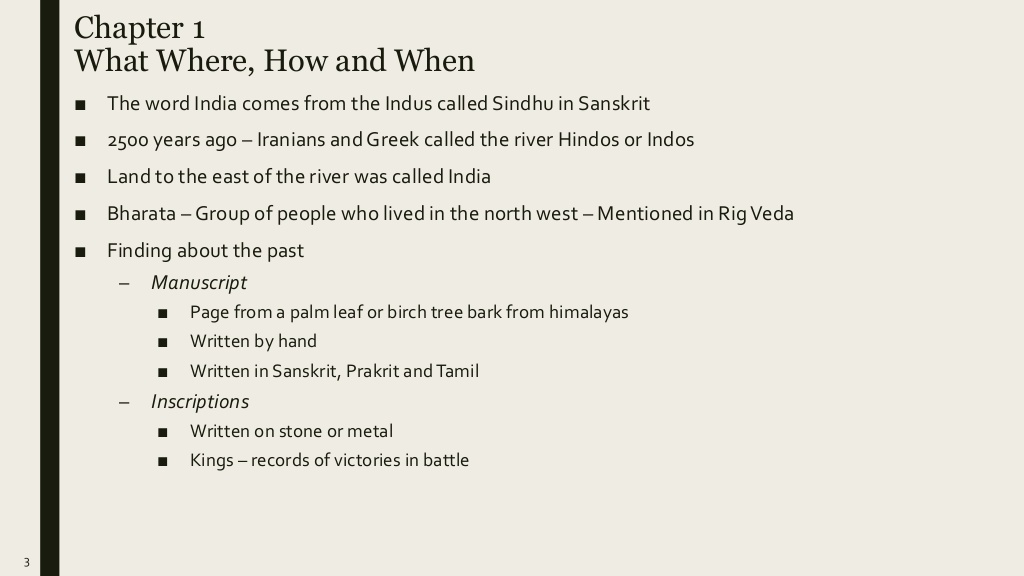 Chapter 1
What Where, How and When
■ The word India comes from the Indus called Sindhu in Sanskrit
■ 2500 years ago – Iranians and Greek called the river Hindos or Indos
■ Land to the east of the river was called India
■ Bharata – Group of people who lived in the north west – Mentioned in Rig Veda
■ Finding about the past
– Manuscript
■ Page from a palm leaf or birch tree bark from himalayas
■ Written by hand
■ Written in Sanskrit, Prakrit and Tamil
– Inscriptions
■ Written on stone or metal
■ Kings – records of victories in battle
3